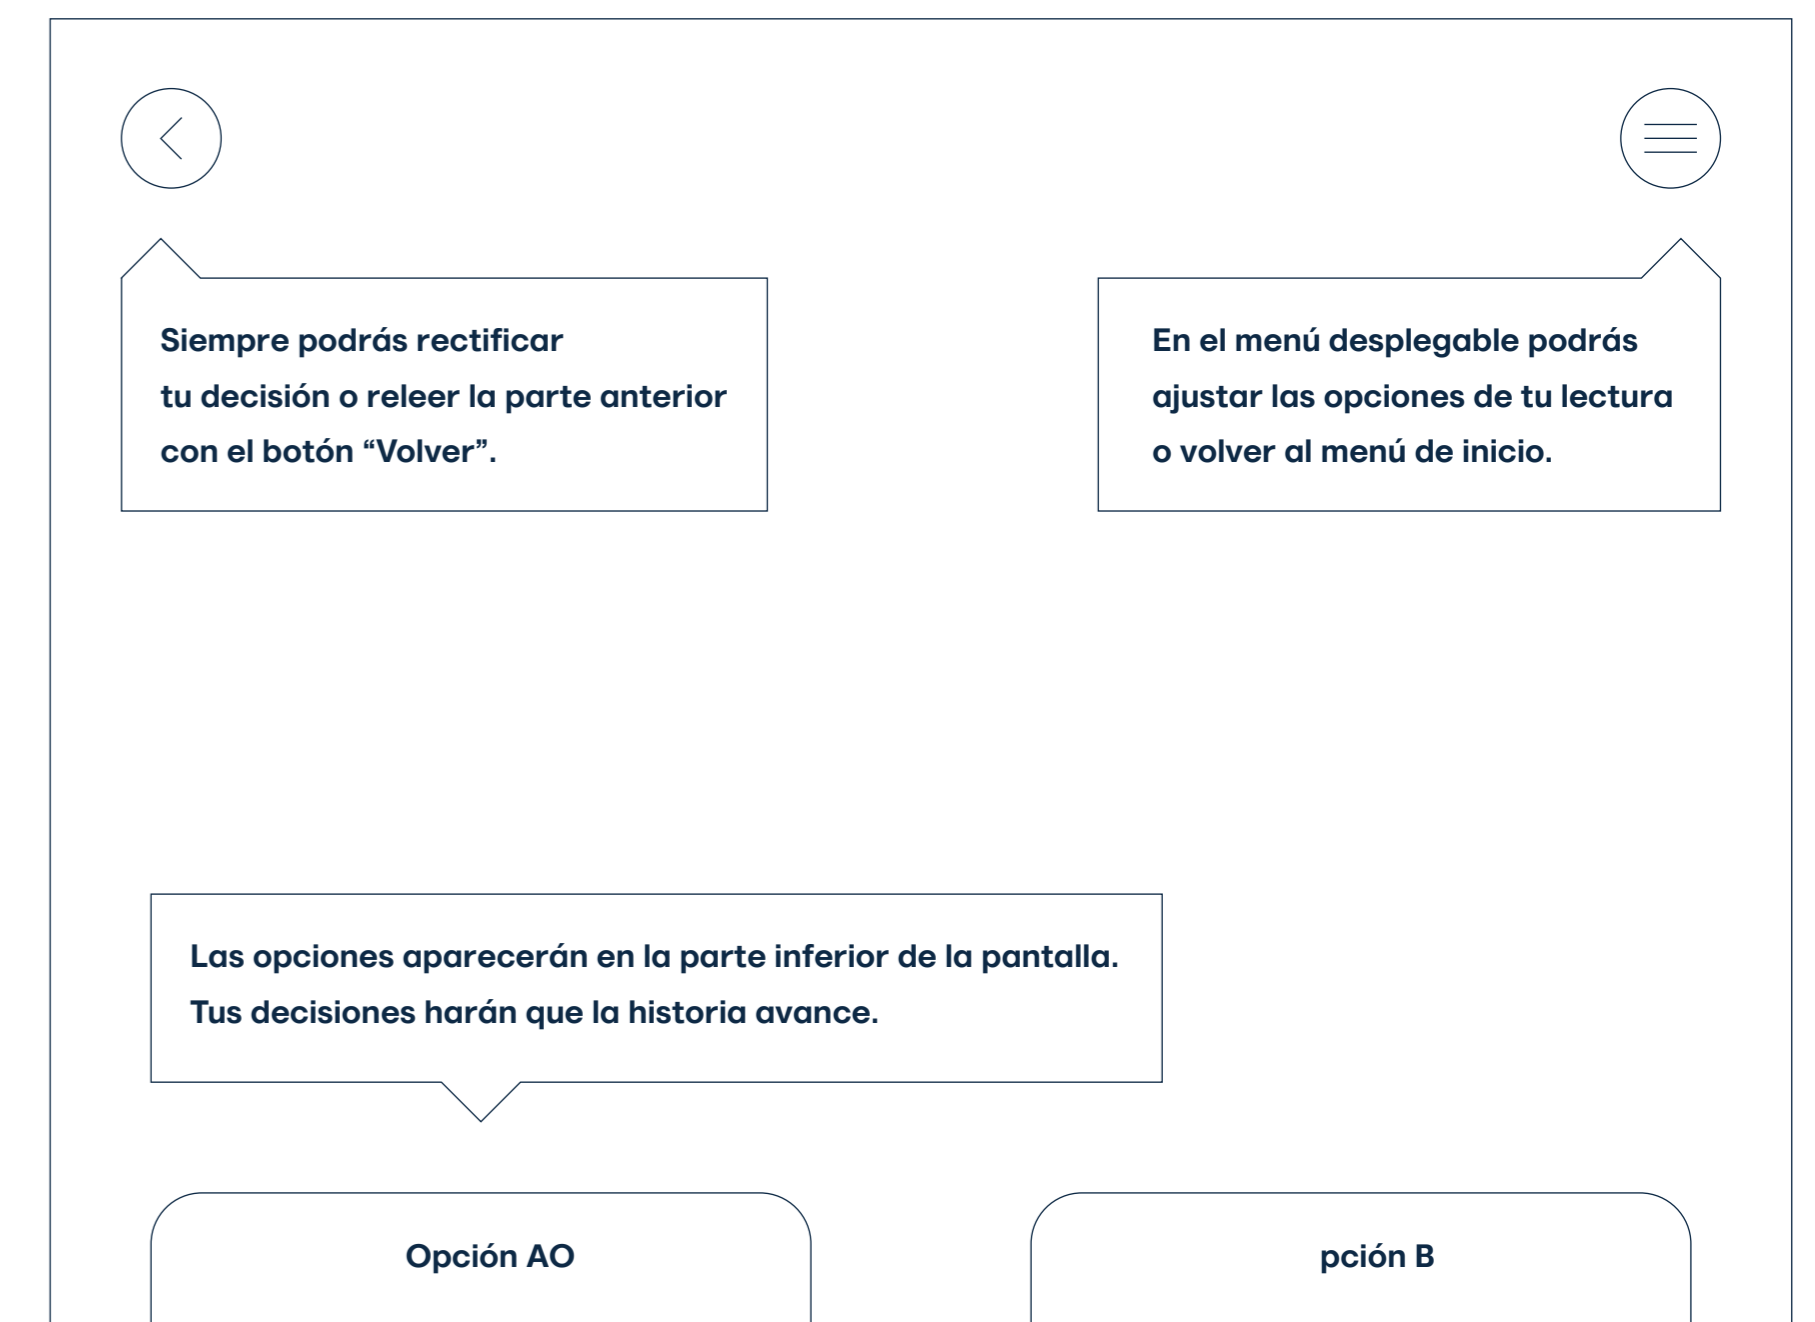 Siempre podrás rectificar
tu decisión o releer la parte anterior
con el botón “Volver”.
En el menú desplegable podrás
ajustar las opciones de tu lectura
o volver al menú de inicio.
Las opciones aparecerán en la parte inferior de la pantalla.
Tus decisiones harán que la historia avance.
Opción AO
pción B